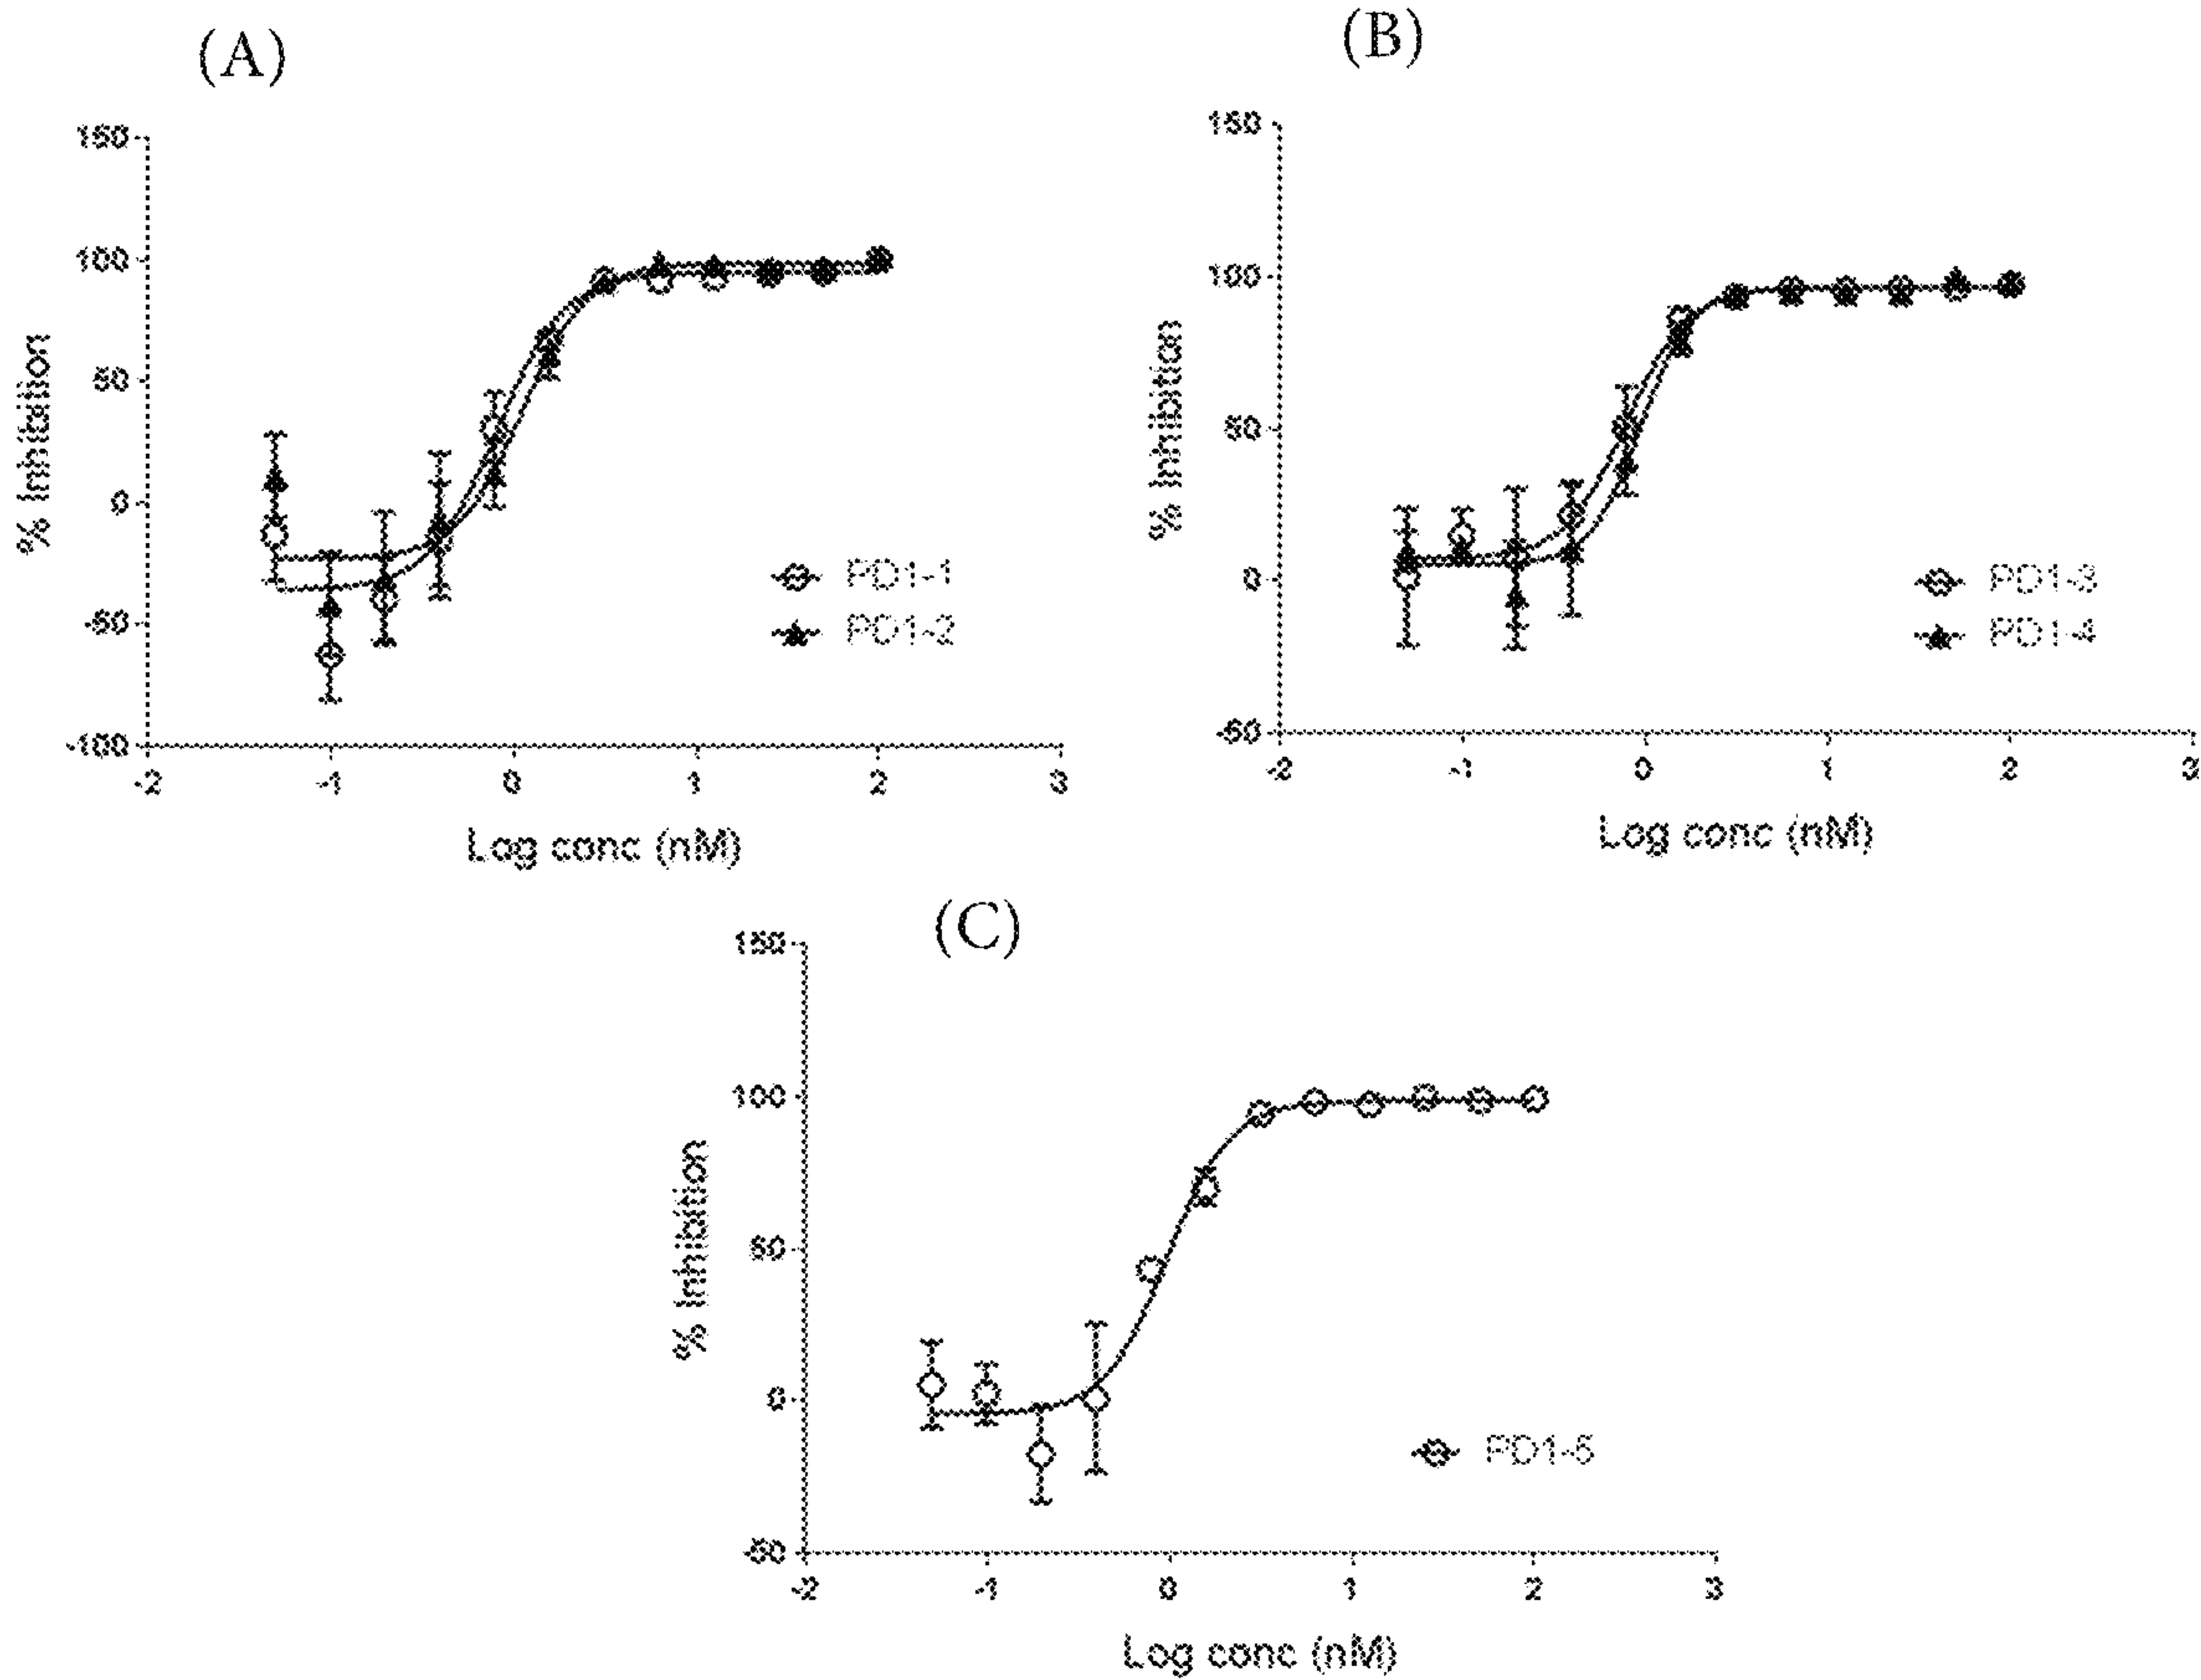 (A)
150
100
50
0
-50
-100
-2 -1 0 1 2 3
% Inhibition
Log conc (nM)
PD1-1
PD1-2
(B)
150
100
50
0
-50
-2 -1 0 1 2 3
% Inhibition
Log conc (nM)
PD1-3
PD1-4
(C)
150
100
50
0
-50
-2 -1 0 1 2 3
% Inhibition
Log conc (nM)
PD1-5